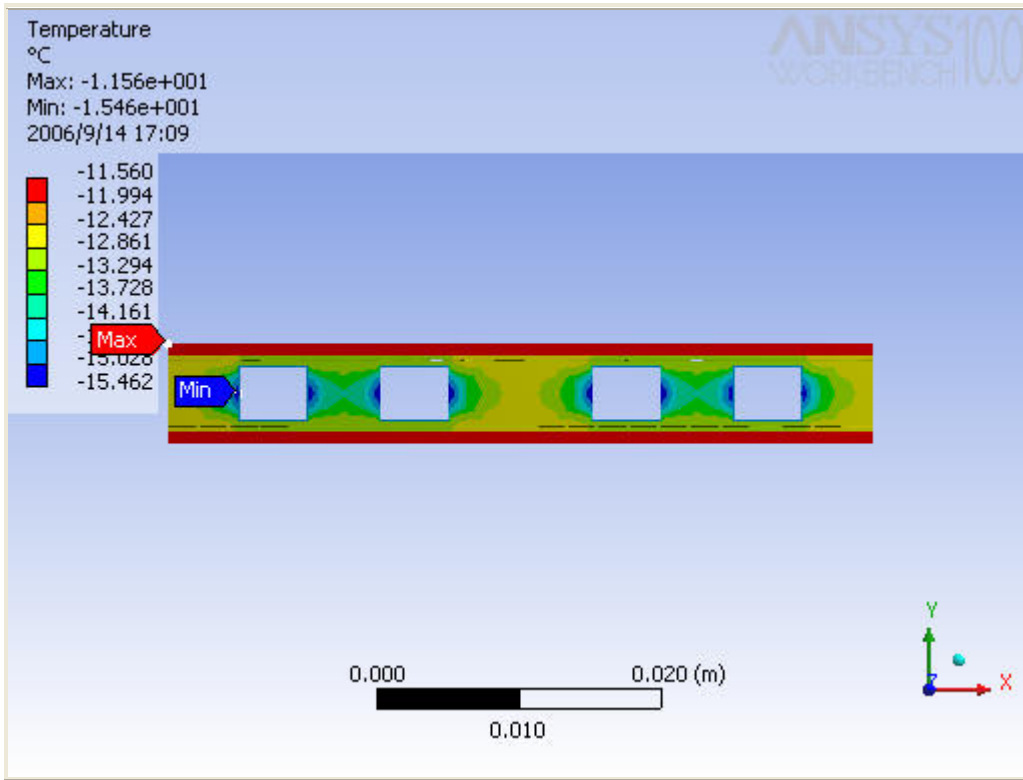 Temperature
°C
Max: -1.156e+001
Min: -1.546e+001
2006/9/14 17:09
ANSYS 10.0
WORKBENCH
-11.560
-11.994
-12.427
-12.861
-13.294
-13.728
-14.161
Max
-15.028
-15.462
Min
0.000
0.020 (m)
0.010
Y
Z
X